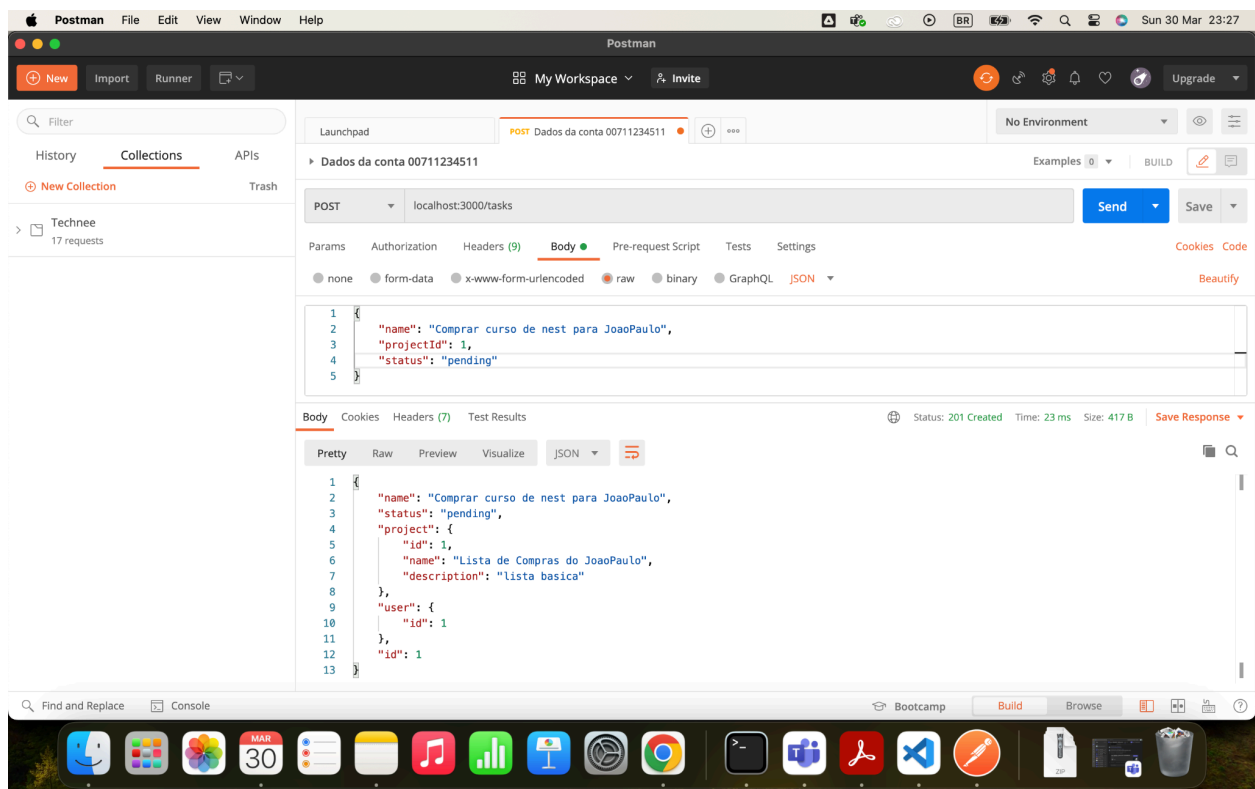 Postman File Edit View Window Help BR Sun 30 Mar 23:27
Postman
New Import Runner My Workspace Invite Upgrade
Filter
History Collections APIs
New Collection Trash
Technee
17 requests
Launchpad POST Dados da conta 00711234511 No Environment
Dados da conta 00711234511 Examples 0 BUILD
POST localhost:3000/tasks Send Save
Params Authorization Headers (9) Body Pre-request Script Tests Settings Cookies Code
none form-data x-www-form-urlencoded raw binary GraphQL JSON Beautify
1 {
2 "name": "Comprar curso de nest para JoaoPaulo",
3 "projectId": 1,
4 "status": "pending"
5 }
Body Cookies Headers (7) Test Results Status: 201 Created Time: 23 ms Size: 417 B Save Response
Pretty Raw Preview Visualize JSON
1 {
2 "name": "Comprar curso de nest para JoaoPaulo",
3 "status": "pending",
4 "project": {
5 "id": 1,
6 "name": "Lista de Compras do JoaoPaulo",
7 "description": "lista basica"
8 },
9 "user": {
10 "id": 1
11 },
12 "id": 1
13 }
Find and Replace Console Bootcamp Build Browse ?
MAR
30
ZIP